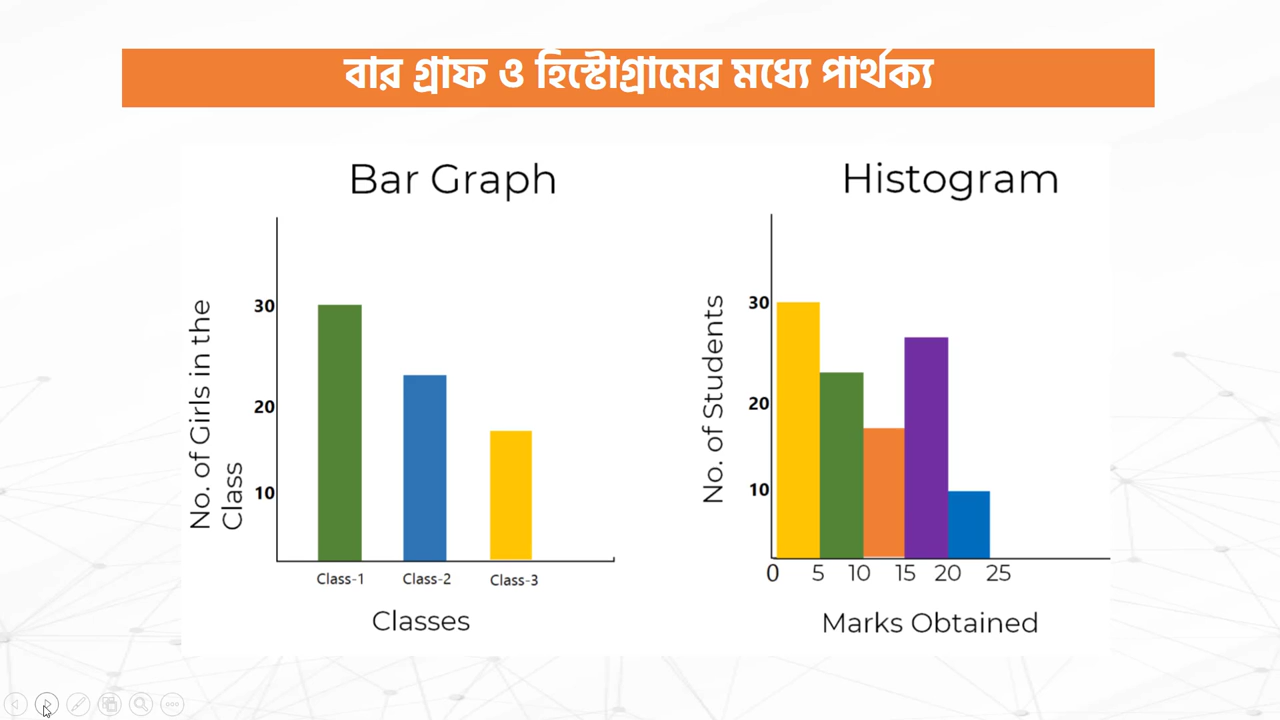 বার গ্রাফ ও হিস্টোগ্রামের মধ্যে পার্থক্য
Bar Graph
No. of Girls in the
Class
30
20
10
Class-1 Class-2 Class-3
Classes
Histogram
No. of Students
30
20
10
0 5 10 15 20 25
Marks Obtained